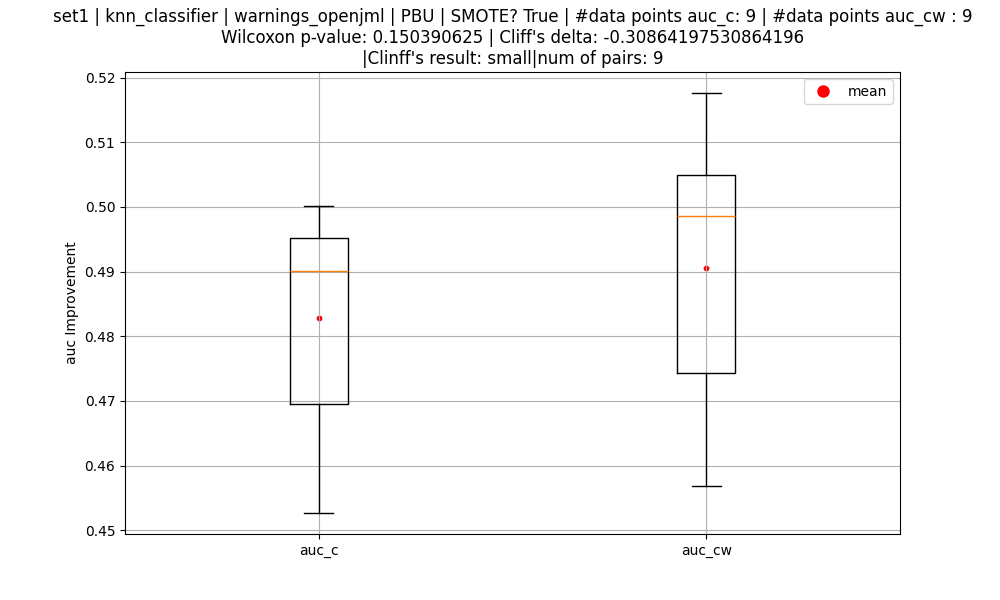 set1 | knn_classifier | warnings_openjml | PBU | SMOTE? True | #data points auc_c: 9 | #data points auc_cw : 9
Wilcoxon p-value: 0.150390625 | Cliff's delta: -0.30864197530864196
|Clinff's result: small|num of pairs: 9
mean
0.52
0.51
0.50
0.49
0.48
0.47
0.46
0.45
auc Improvement
auc_c
auc_cw